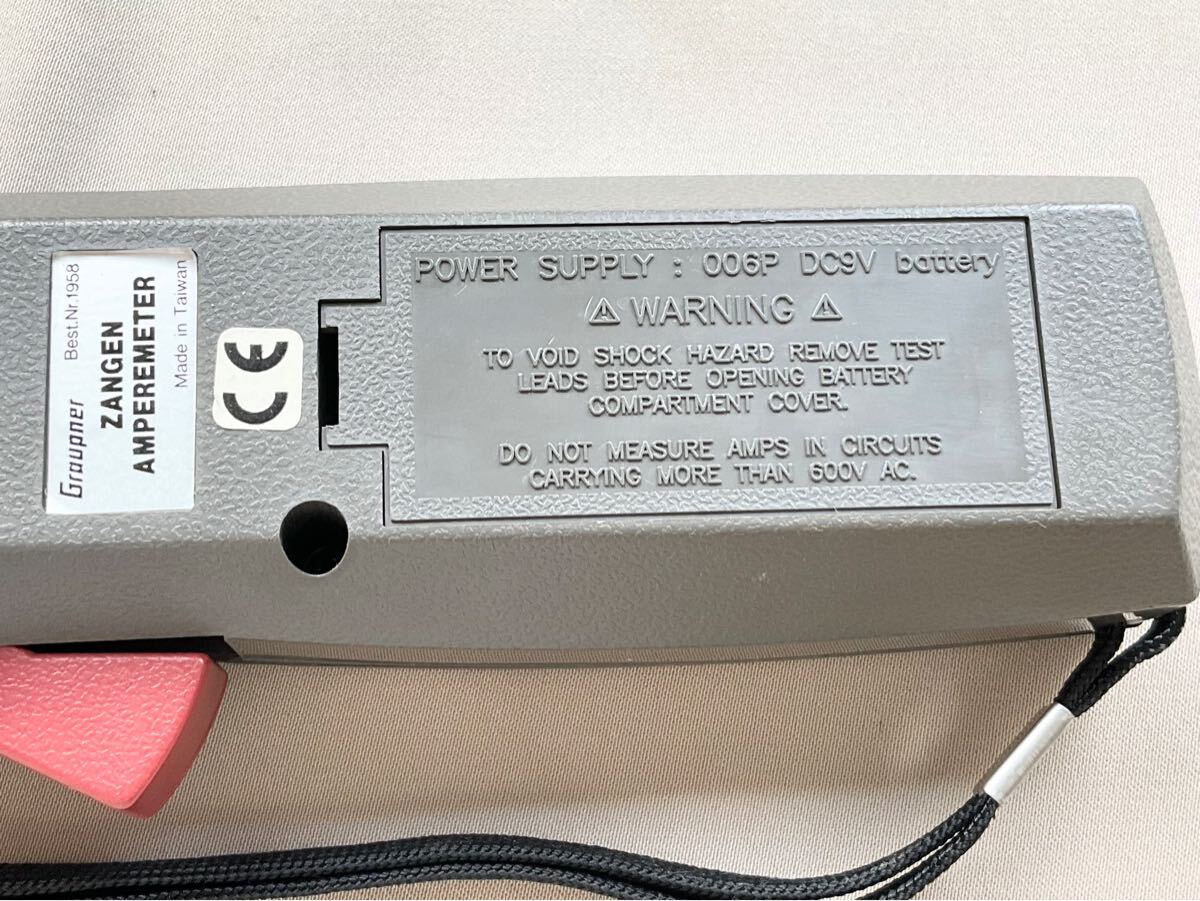 Graupner Best.Nr.1958
ZANGEN
AMPEREMETER
Made in Taiwan
CE
POWER SUPPLY : 006P DC9V battery
⚠ WARNING ⚠
TO VOID SHOCK HAZARD REMOVE TEST
LEADS BEFORE OPENING BATTERY
COMPARTMENT COVER.
DO NOT MEASURE AMPS IN CIRCUITS
CARRYING MORE THAN 600V AC.